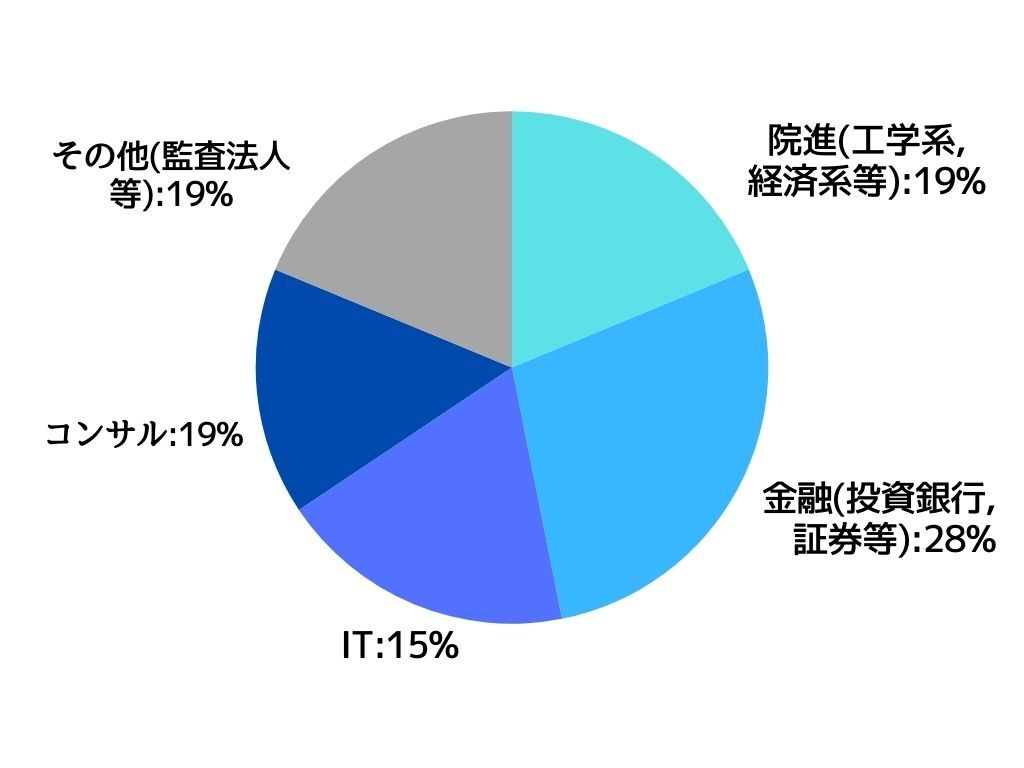 その他(監査法人
等):19%
院進(工学系,
経済系等):19%
コンサル:19%
金融(投資銀行,
証券等):28%
IT:15%